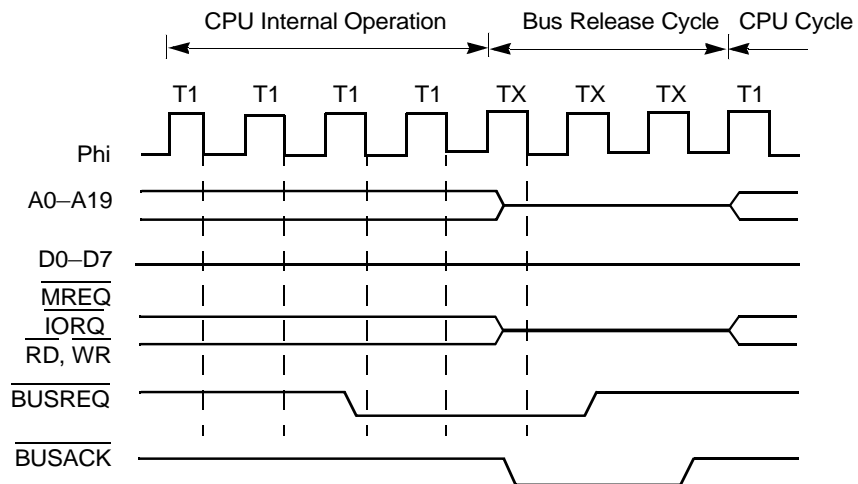 CPU Internal Operation Bus Release Cycle CPU Cycle
T1 T1 T1 T1 TX TX TX T1
Phi
A0–A19
D0–D7
MREQ
IORQ
RD, WR
BUSREQ
BUSACK